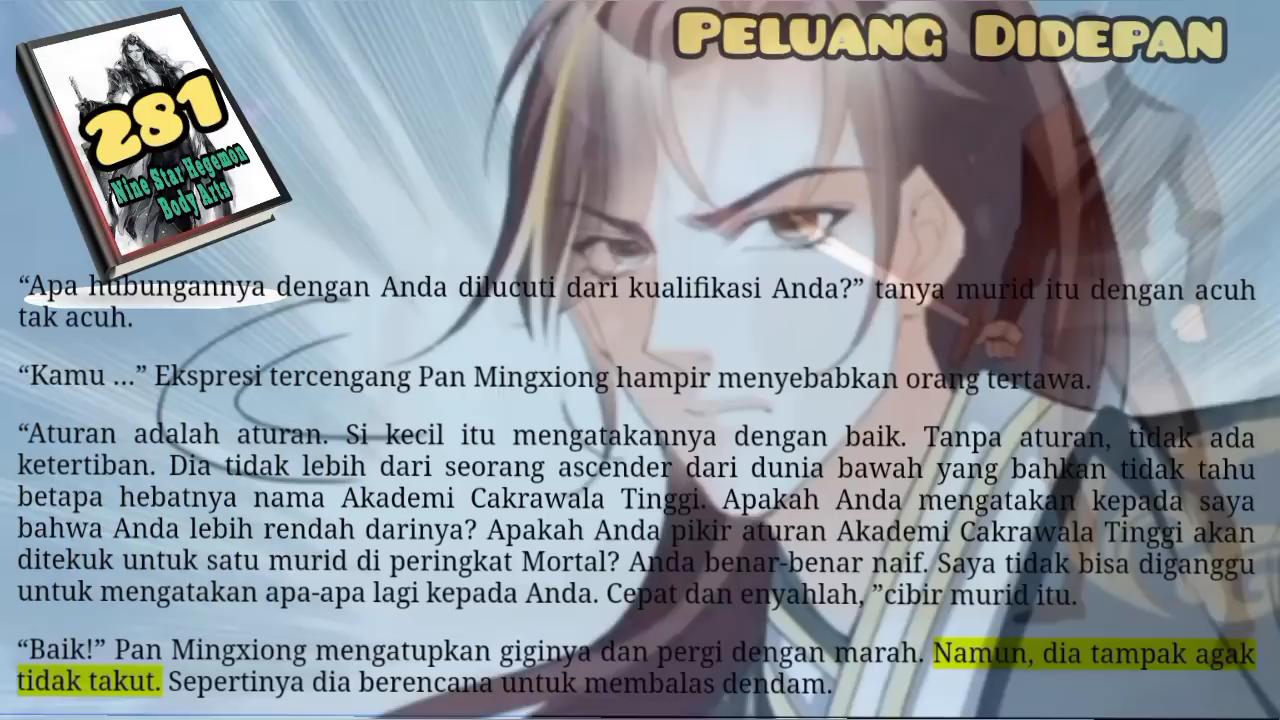 Peluang Didepan
281
Nine Star Hegemon
Body Arts
“Apa hubungannya dengan Anda dilucuti dari kualifikasi Anda?” tanya murid itu dengan acuh
tak acuh.
“Kamu ...” Ekspresi tercengang Pan Mingxiong hampir menyebabkan orang tertawa.
“Aturan adalah aturan. Si kecil itu mengatakannya dengan baik. Tanpa aturan, tidak ada
ketertiban. Dia tidak lebih dari seorang ascender dari dunia bawah yang bahkan tidak tahu
betapa hebatnya nama Akademi Cakrawala Tinggi. Apakah Anda mengatakan kepada saya
bahwa Anda lebih rendah darinya? Apakah Anda pikir aturan Akademi Cakrawala Tinggi akan
ditekuk untuk satu murid di peringkat Mortal? Anda benar-benar naif. Saya tidak bisa diganggu
untuk mengatakan apa-apa lagi kepada Anda. Cepat dan enyahlah, ”cibir murid itu.
“Baik!” Pan Mingxiong mengatupkan giginya dan pergi dengan marah. Namun, dia tampak agak
tidak takut. Sepertinya dia berencana untuk membalas dendam.